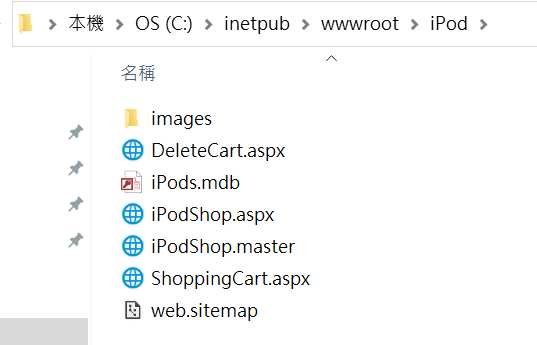 本機 > OS (C:) > inetpub > wwwroot > iPod >
名稱
images
DeleteCart.aspx
iPods.mdb
iPodShop.aspx
iPodShop.master
ShoppingCart.aspx
web.sitemap